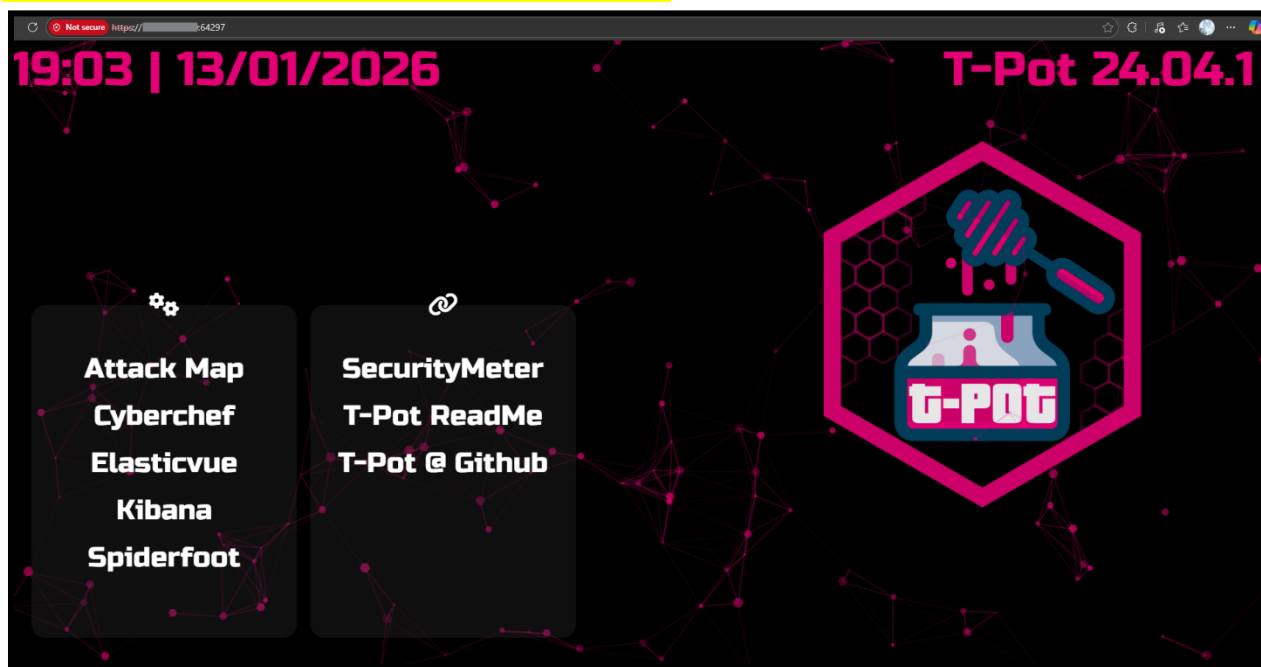 Not secure https:// :64297
19:03 | 13/01/2026
T-Pot 24.04.1
Attack Map
Cyberchef
Elasticvue
Kibana
Spiderfoot
SecurityMeter
T-Pot ReadMe
T-Pot @ Github
t-POt